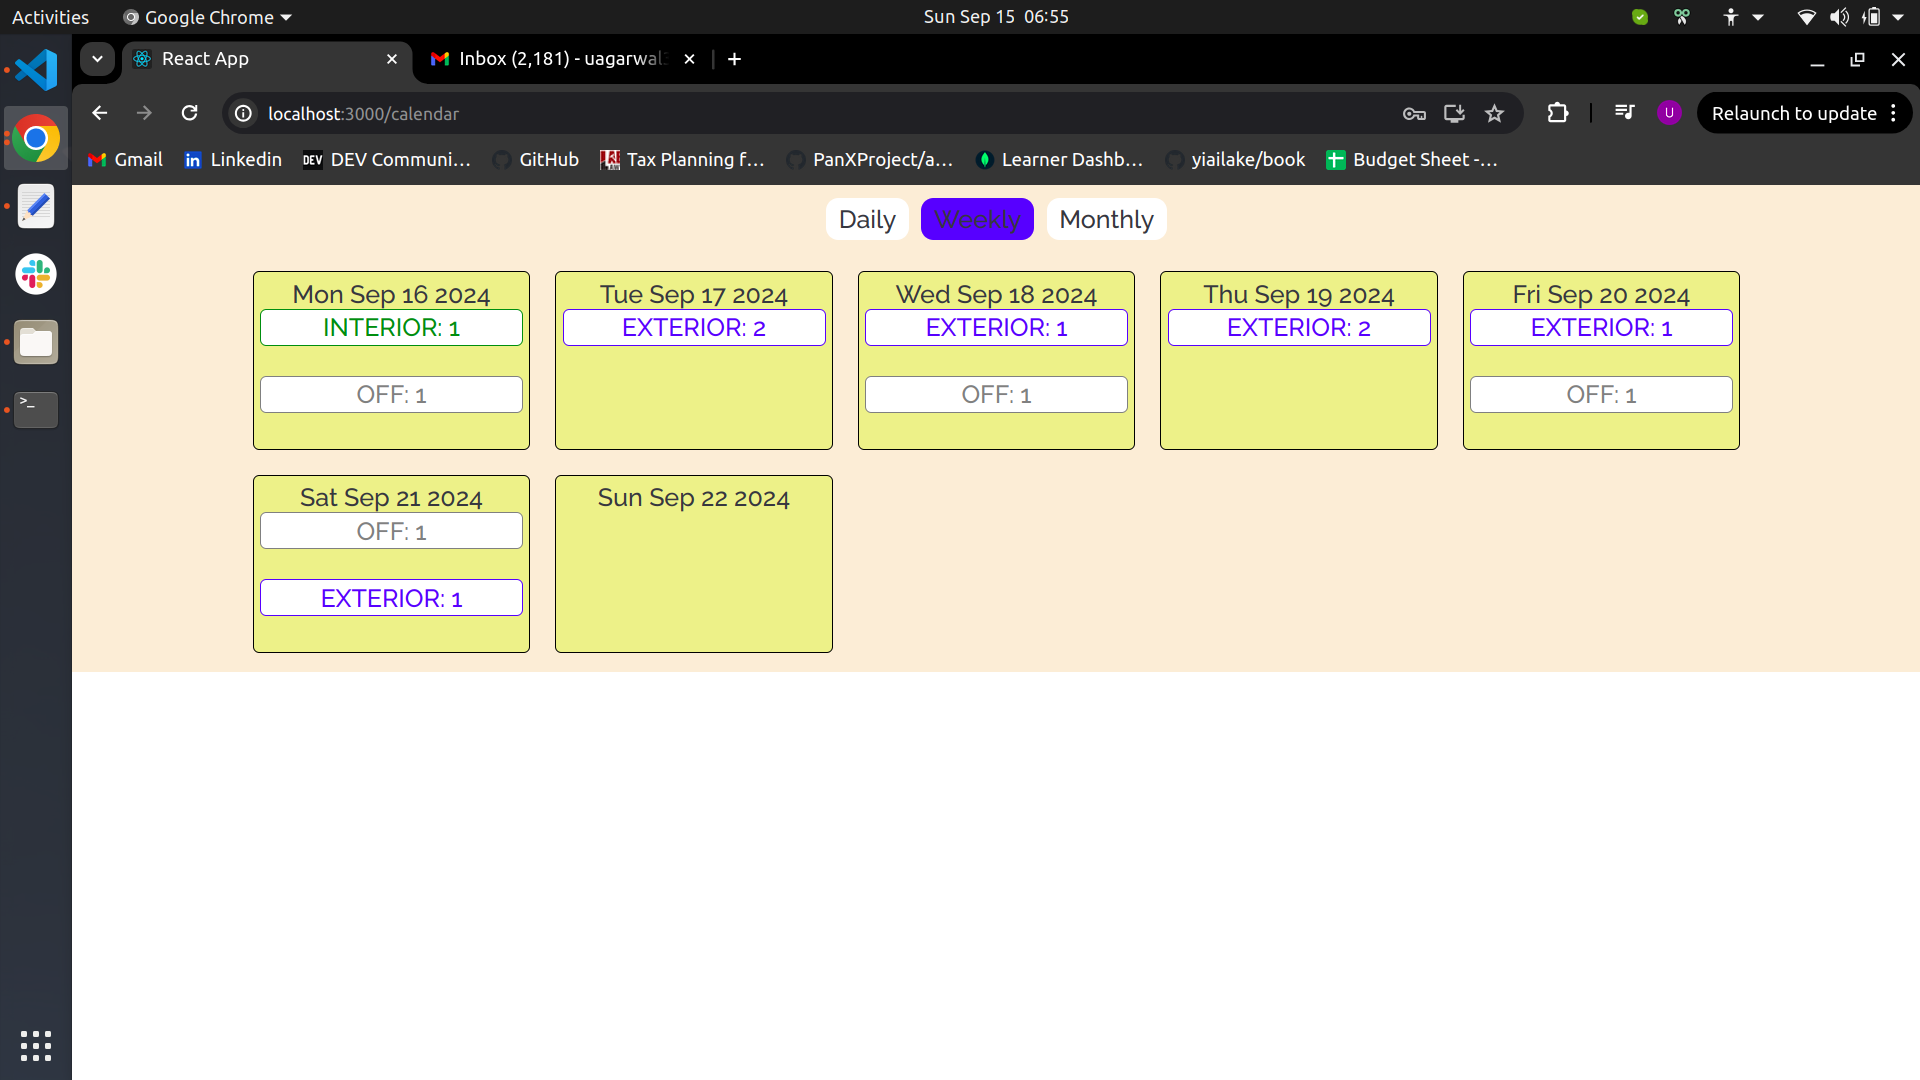 Activities Google Chrome Sun Sep 15 06:55
React App Inbox (2,181) - uagarwal
localhost:3000/calendar U Relaunch to update
Gmail Linkedin DEV DEV Communi... GitHub Tax Planning f... PanXProject/a... Learner Dashb... yiailake/book Budget Sheet -...
Daily Weekly Monthly
Mon Sep 16 2024
INTERIOR: 1
OFF: 1
Tue Sep 17 2024
EXTERIOR: 2
Wed Sep 18 2024
EXTERIOR: 1
OFF: 1
Thu Sep 19 2024
EXTERIOR: 2
Fri Sep 20 2024
EXTERIOR: 1
OFF: 1
Sat Sep 21 2024
OFF: 1
EXTERIOR: 1
Sun Sep 22 2024